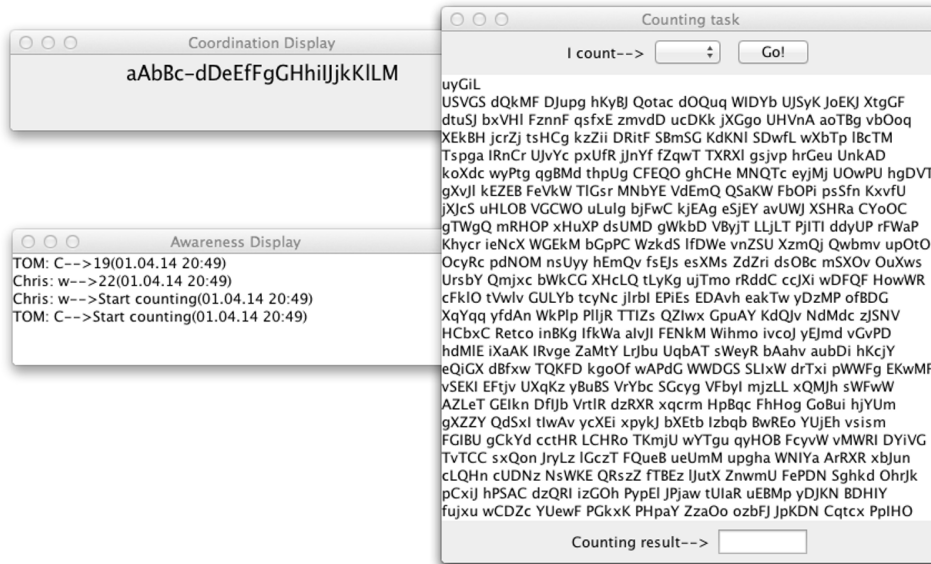 Coordination Display
aAbBc-dDeEfFgGHhiIJjkKlLM
Awareness Display
TOM: C-->19(01.04.14 20:49)
Chris: w-->22(01.04.14 20:49)
Chris: w-->Start counting(01.04.14 20:49)
TOM: C-->Start counting(01.04.14 20:49)
Counting task
I count--> Go!
uyGiL
USVGS dQkMF DJupg hKyBJ Qotac dOQuq WIDYb UJSyK JoEKJ XtgGF
dtuSJ bxVHl FznnF qsfxE zmvdD ucDKk jXGgo UHVnA aoTBg vbOoq
XEkBH jcrZj tsHCg kzZii DRitF SBmSG KdKNl SDwfL wXbTp lBcTM
Tspga IRnCr UJvYc pxUfR jJnYf fZqwT TXRXl gsjvp hrGeu UnkAD
koXdc wyPtg qgBMd thpUg CFEQO ghCHe MNQTc eyjMj UOwPU hgDVT
gXvJl kEZEB FeVkW TlGsr MNbYE VdEmQ QSaKW FbOPi psSfn KxvfU
jXJcS uHLOB VGCWO uLulg bjFwC kjEAg eSjEY avUWJ XSHRa CYoOC
gTWgQ mRHOP xHuXP dsUMD gWkbD VByjT LLjLT PjITI ddyUP rFWaP
Khycr ieNcX WGEkM bGpPC WzkdS lfDWe vnZSU XzmQj Qwbmv upOtO
OcyRc pdNOM nsUyy hEmQv fsEJs esXMs ZdZri dsOBc mSXOv OuXws
UrsbY Qmjxc bWkCG XHcLQ tLyKg ujTmo rRddC ccJXi wDFQF HowWR
cFklO tVwlv GULYb tcyNc jlrbI EPiEs EDAvh eakTw yDzMP ofBDG
XqYqq yfdAn WkPlp PlljR TTIZs QZIwx GpuAY KdQJv NdMdc zJSNV
HCbxC Retco inBKg IfkWa alvJI FENkM Wihmo ivcoJ yEJmd vGvPD
hdMlE iXaAK IRvge ZaMtY LrJbu UqbAT sWeyR bAahv aubDi hKcjY
eQiGX dBfxw TQKFD kgoOf wAPdG WWDGS SLIxW drTxi pWWFg EKwMF
vSEKI EFtjv UXqKz yBuBS VrYbc SGcyg VFbyI mjzLL xQMJh sWFwW
AZLeT GEIkn DfIJb VrtlR dzRXR xqcrm HpBqc FhHog GoBui hjYUm
gXZZY QdSxI tIwAv ycXEi xpykJ bXEtb Izbqb BwREo YUjEh vsism
FGIBU gCkYd cctHR LCHRo TKmjU wYTgu qyHOB FcyvW vMWRI DYiVG
TvTCC sxQon JryLz lGczT FQueB ueUmM upgha WNIYa ArRXR xbJun
cLQHn cUDNz NsWKE QRszZ fTBEz lJutX ZnwmU FePDN Sghkd OhrJk
pCxiJ hPSAC dzQRI izGOh PypEl JPjaw tUIaR uEBMp yDJKN BDHIY
fujxu wCDZc YUewF PGkxK PHpaY ZzaOo ozbFJ JpKDN Cqtcx PpIHO
Counting result-->